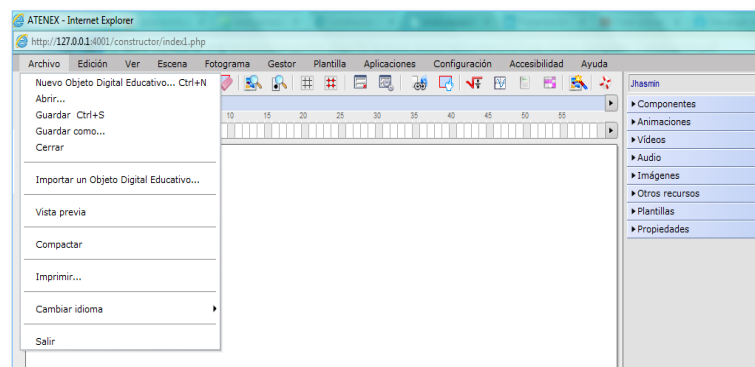 ATENEX - Internet Explorer
http://127.0.0.1:4001/constructor/index1.php
Archivo Edición Ver Escena Fotograma Gestor Plantilla Aplicaciones Configuración Accesibilidad Ayuda
Nuevo Objeto Digital Educativo... Ctrl+N
Abrir...
Guardar Ctrl+S
Guardar como...
Cerrar
Importar un Objeto Digital Educativo...
Vista previa
Compactar
Imprimir...
Cambiar idioma
Salir
10 15 20 25 30 35 40 45 50 55
Jhasmin
Componentes
Animaciones
Vídeos
Audio
Imágenes
Otros recursos
Plantillas
Propiedades